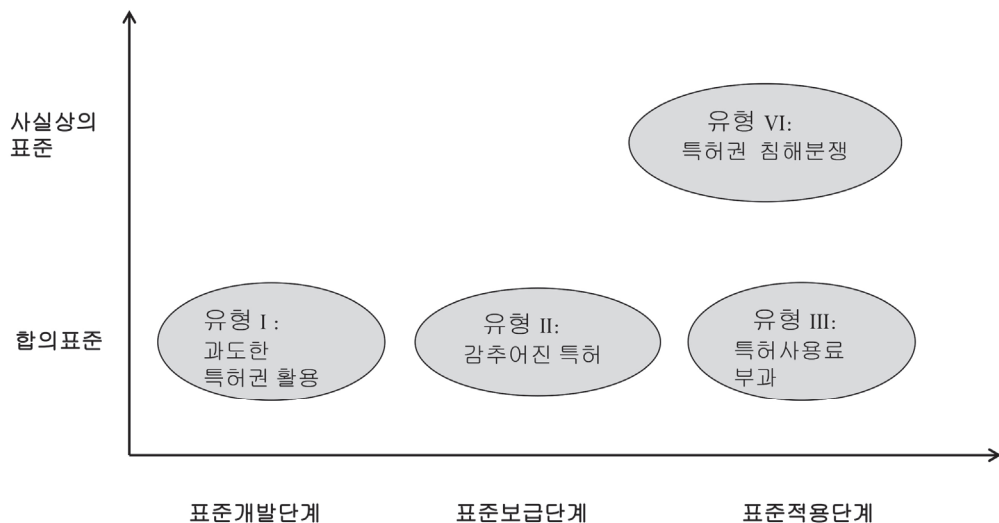 사실상의
표준
유형 VI:
특허권 침해분쟁
합의표준
유형 I :
과도한
특허권 활용
유형 II:
감추어진 특허
유형 III:
특허사용료
부과
표준개발단계
표준보급단계
표준적용단계